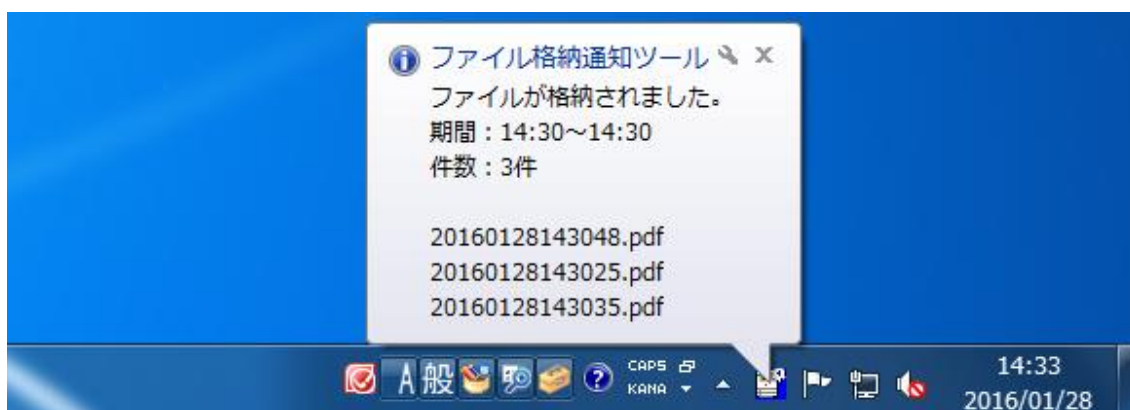 ファイル格納通知ツール
ファイルが格納されました。
期間：14:30～14:30
件数：3件
20160128143048.pdf
20160128143025.pdf
20160128143035.pdf
A般
CAPS
KANA
14:33
2016/01/28